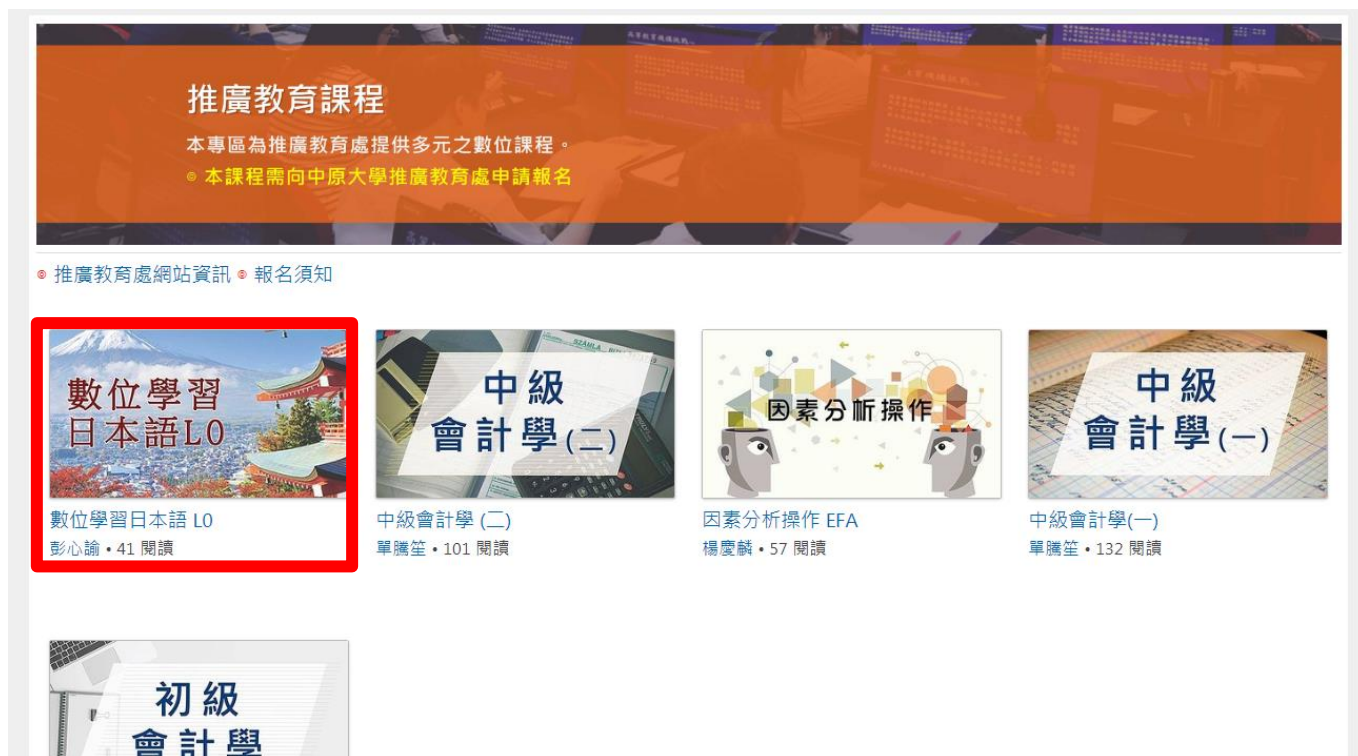 推廣教育課程
本專區為推廣教育處提供多元之數位課程。
◎ 本課程需向中原大學推廣教育處申請報名
◎ 推廣教育處網站資訊 ◎ 報名須知
數位學習
日本語L0
中級
會計學(二)
因素分析操作
中級
會計學(一)
數位學習日本語 L0
彭心諭 • 41 閱讀
中級會計學 (二)
單騰笙 • 101 閱讀
因素分析操作 EFA
楊慶麟 • 57 閱讀
中級會計學(一)
單騰笙 • 132 閱讀
初級
會計學